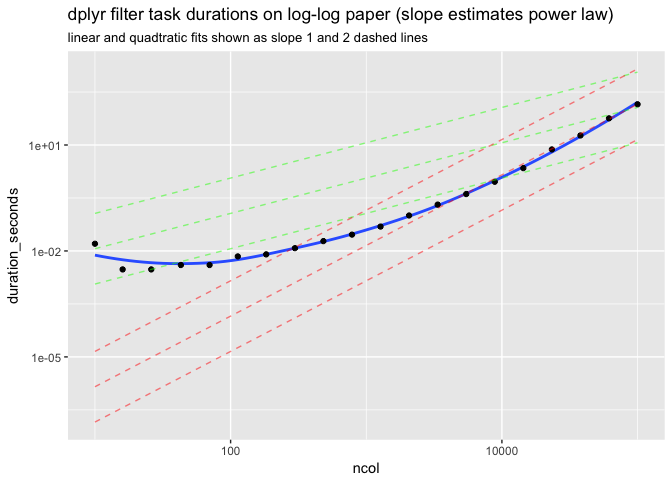 dplyr filter task durations on log-log paper (slope estimates power law)
linear and quadtratic fits shown as slope 1 and 2 dashed lines
1e+01
1e-02
1e-05
duration_seconds
100
10000
ncol